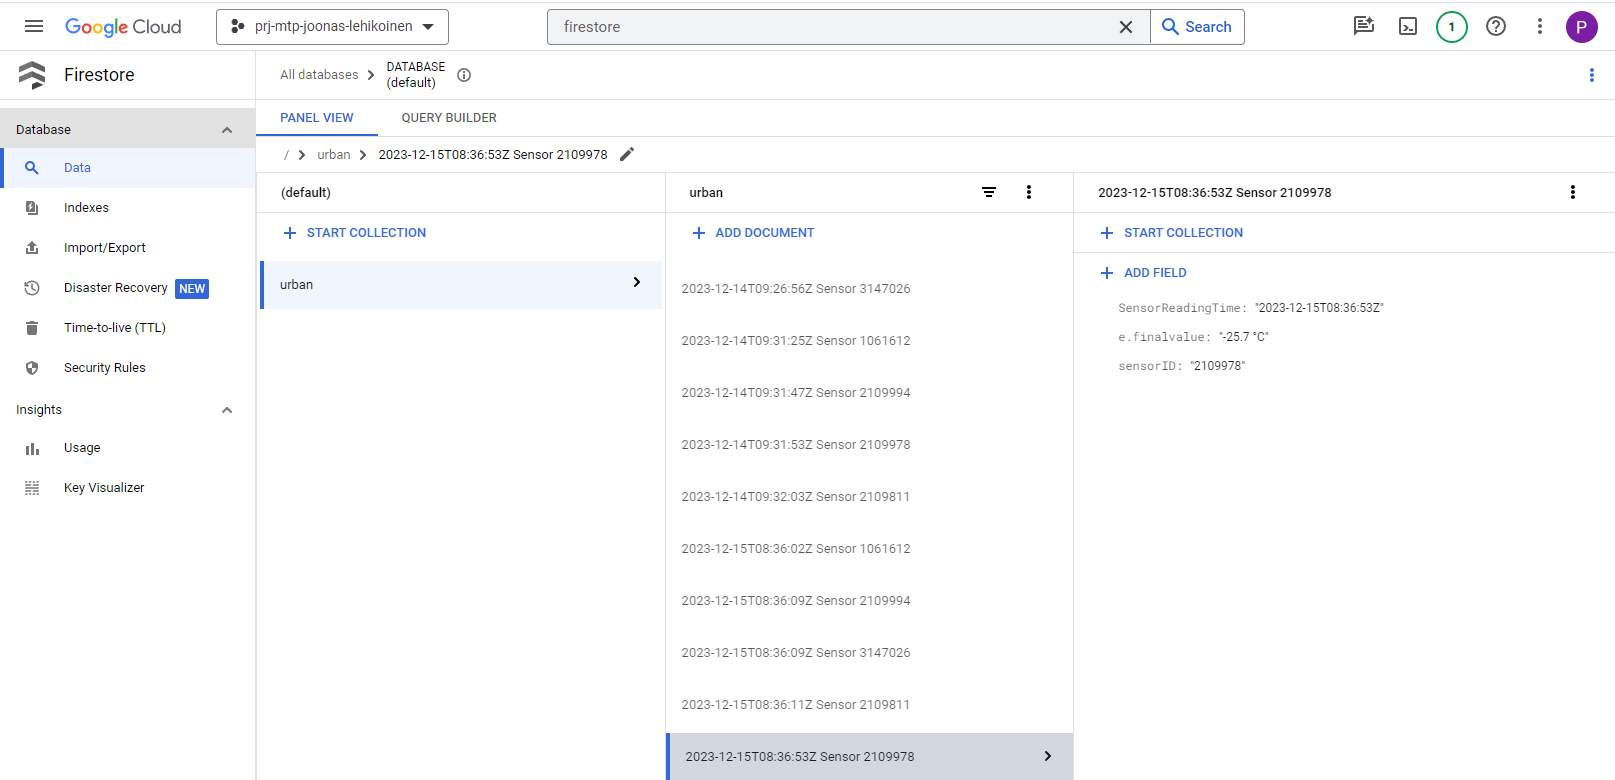 Google Cloud
prj-mtp-joonas-lehikoinen
firestore
Search
1
P
Firestore
All databases
DATABASE
(default)
Database
Data
Indexes
Import/Export
Disaster Recovery NEW
Time-to-live (TTL)
Security Rules
Insights
Usage
Key Visualizer
PANEL VIEW
QUERY BUILDER
/ urban 2023-12-15T08:36:53Z Sensor 2109978
(default)
START COLLECTION
urban
urban
ADD DOCUMENT
2023-12-14T09:26:56Z Sensor 3147026
2023-12-14T09:31:25Z Sensor 1061612
2023-12-14T09:31:47Z Sensor 2109994
2023-12-14T09:31:53Z Sensor 2109978
2023-12-14T09:32:03Z Sensor 2109811
2023-12-15T08:36:02Z Sensor 1061612
2023-12-15T08:36:09Z Sensor 2109994
2023-12-15T08:36:09Z Sensor 3147026
2023-12-15T08:36:11Z Sensor 2109811
2023-12-15T08:36:53Z Sensor 2109978
2023-12-15T08:36:53Z Sensor 2109978
START COLLECTION
ADD FIELD
SensorReadingTime: "2023-12-15T08:36:53Z"
e.finalvalue: "-25.7 °C"
sensorID: "2109978"